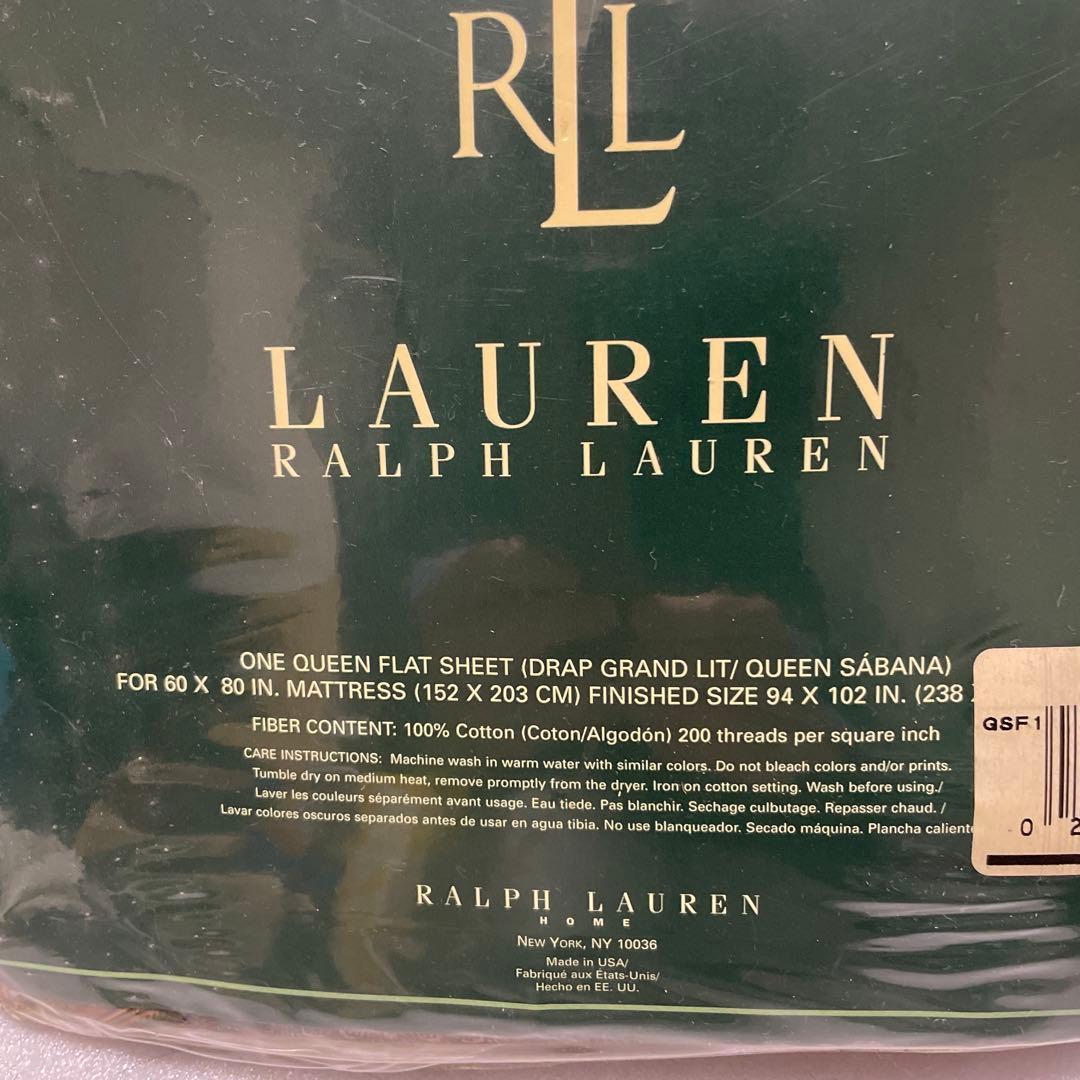 RLL
LAUREN
RALPH LAUREN
ONE QUEEN FLAT SHEET (DRAP GRAND LIT/ QUEEN SÁBANA)
FOR 60 X 80 IN. MATTRESS (152 X 203 CM) FINISHED SIZE 94 X 102 IN. (238
FIBER CONTENT: 100% Cotton (Coton/Algodón) 200 threads per square inch
CARE INSTRUCTIONS: Machine wash in warm water with similar colors. Do not bleach colors and/or prints.
Tumble dry on medium heat, remove promptly from the dryer. Iron on cotton setting. Wash before using./
Laver les couleurs séparément avant usage. Eau tiede. Pas blanchir. Sechage culbutage. Repasser chaud. /
Lavar colores oscuros separados antes de usar en agua tibia. No use blanqueador. Secado máquina. Plancha caliente
GSF1
0 2
RALPH LAUREN
HOME
NEW YORK, NY 10036
Made in USA/
Fabriqué aux États-Unis/
Hecho en EE. UU.